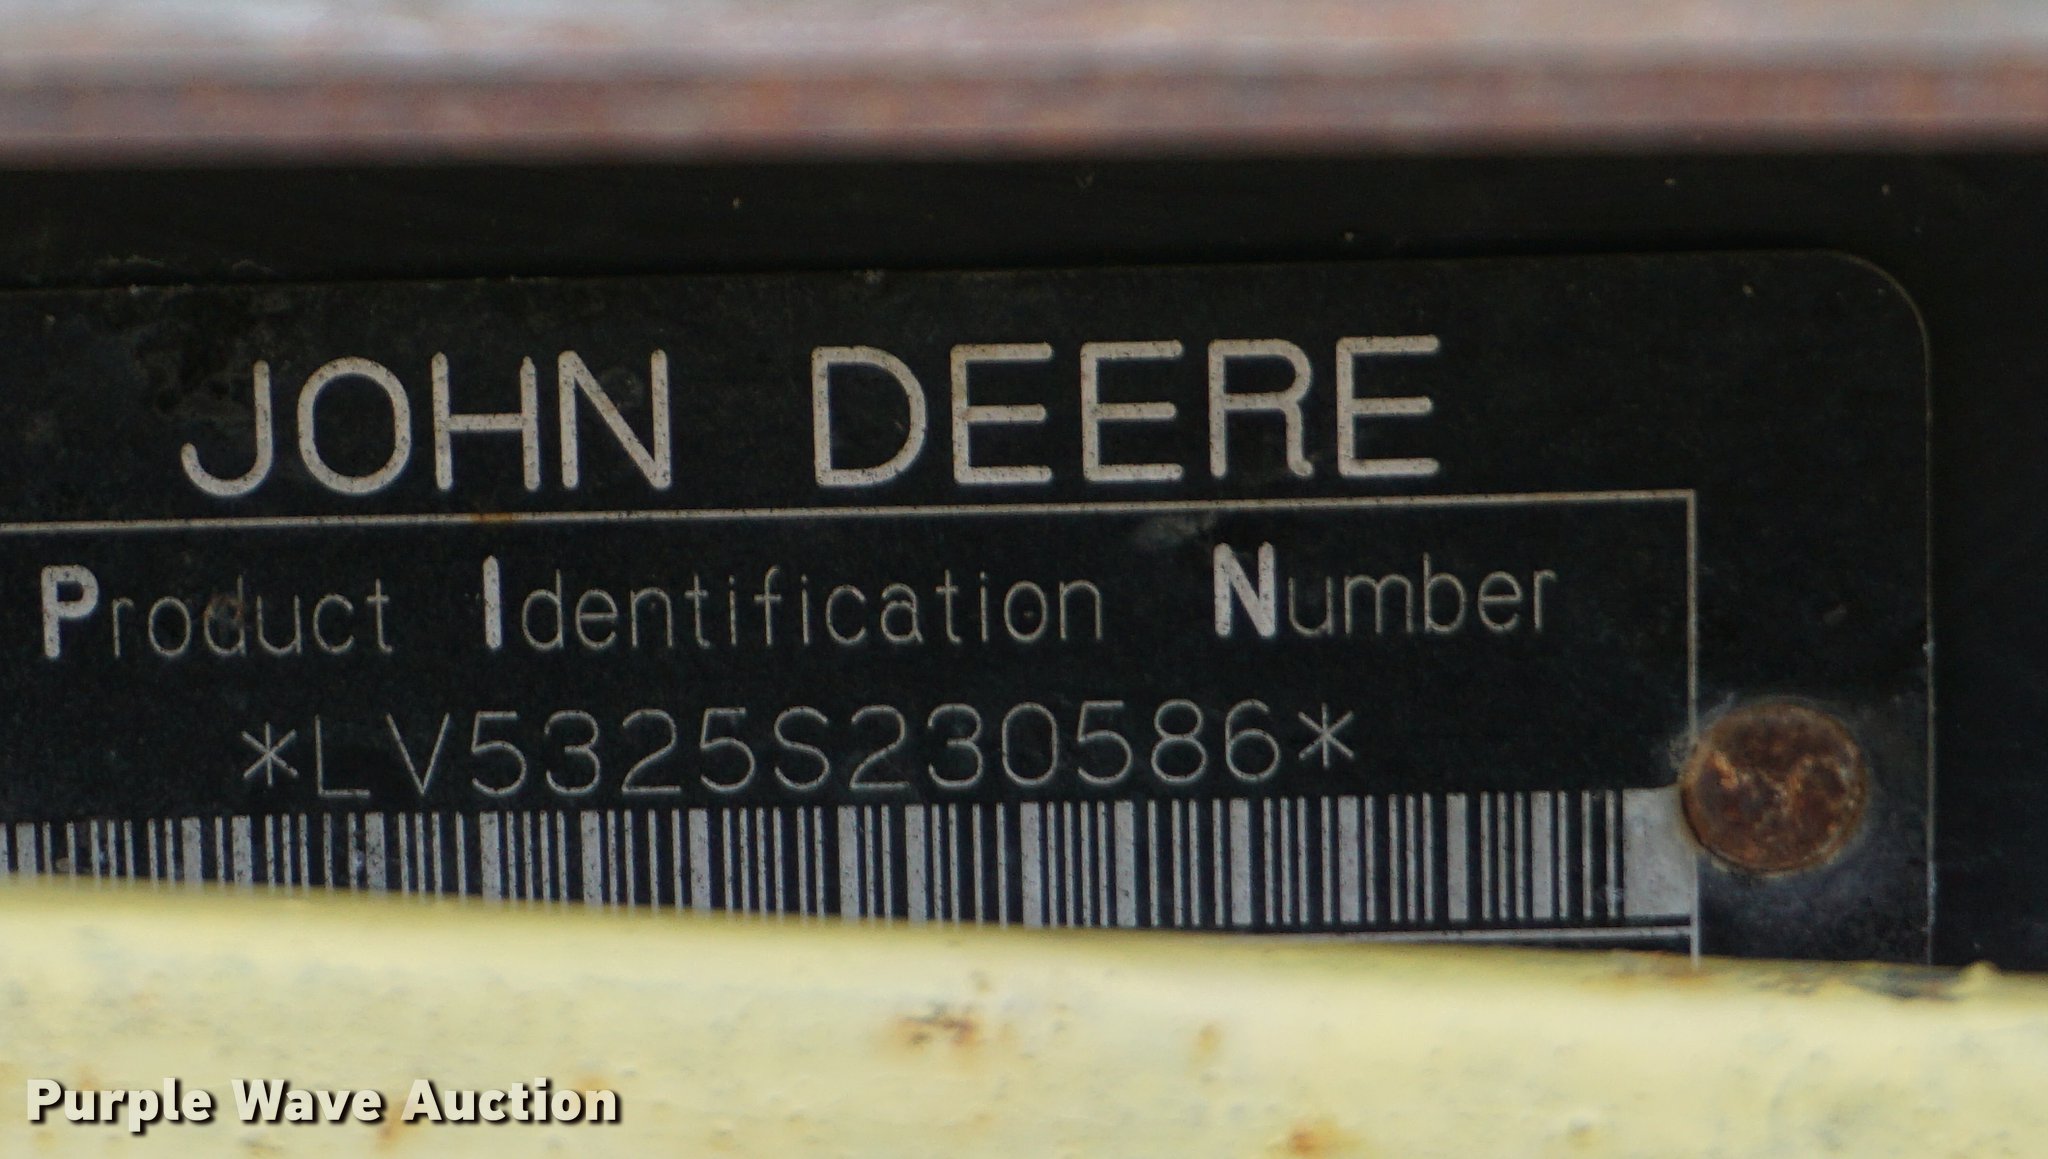 JOHN DEERE
Product Identification Number
*LV5325S230586*
Purple Wave Auction